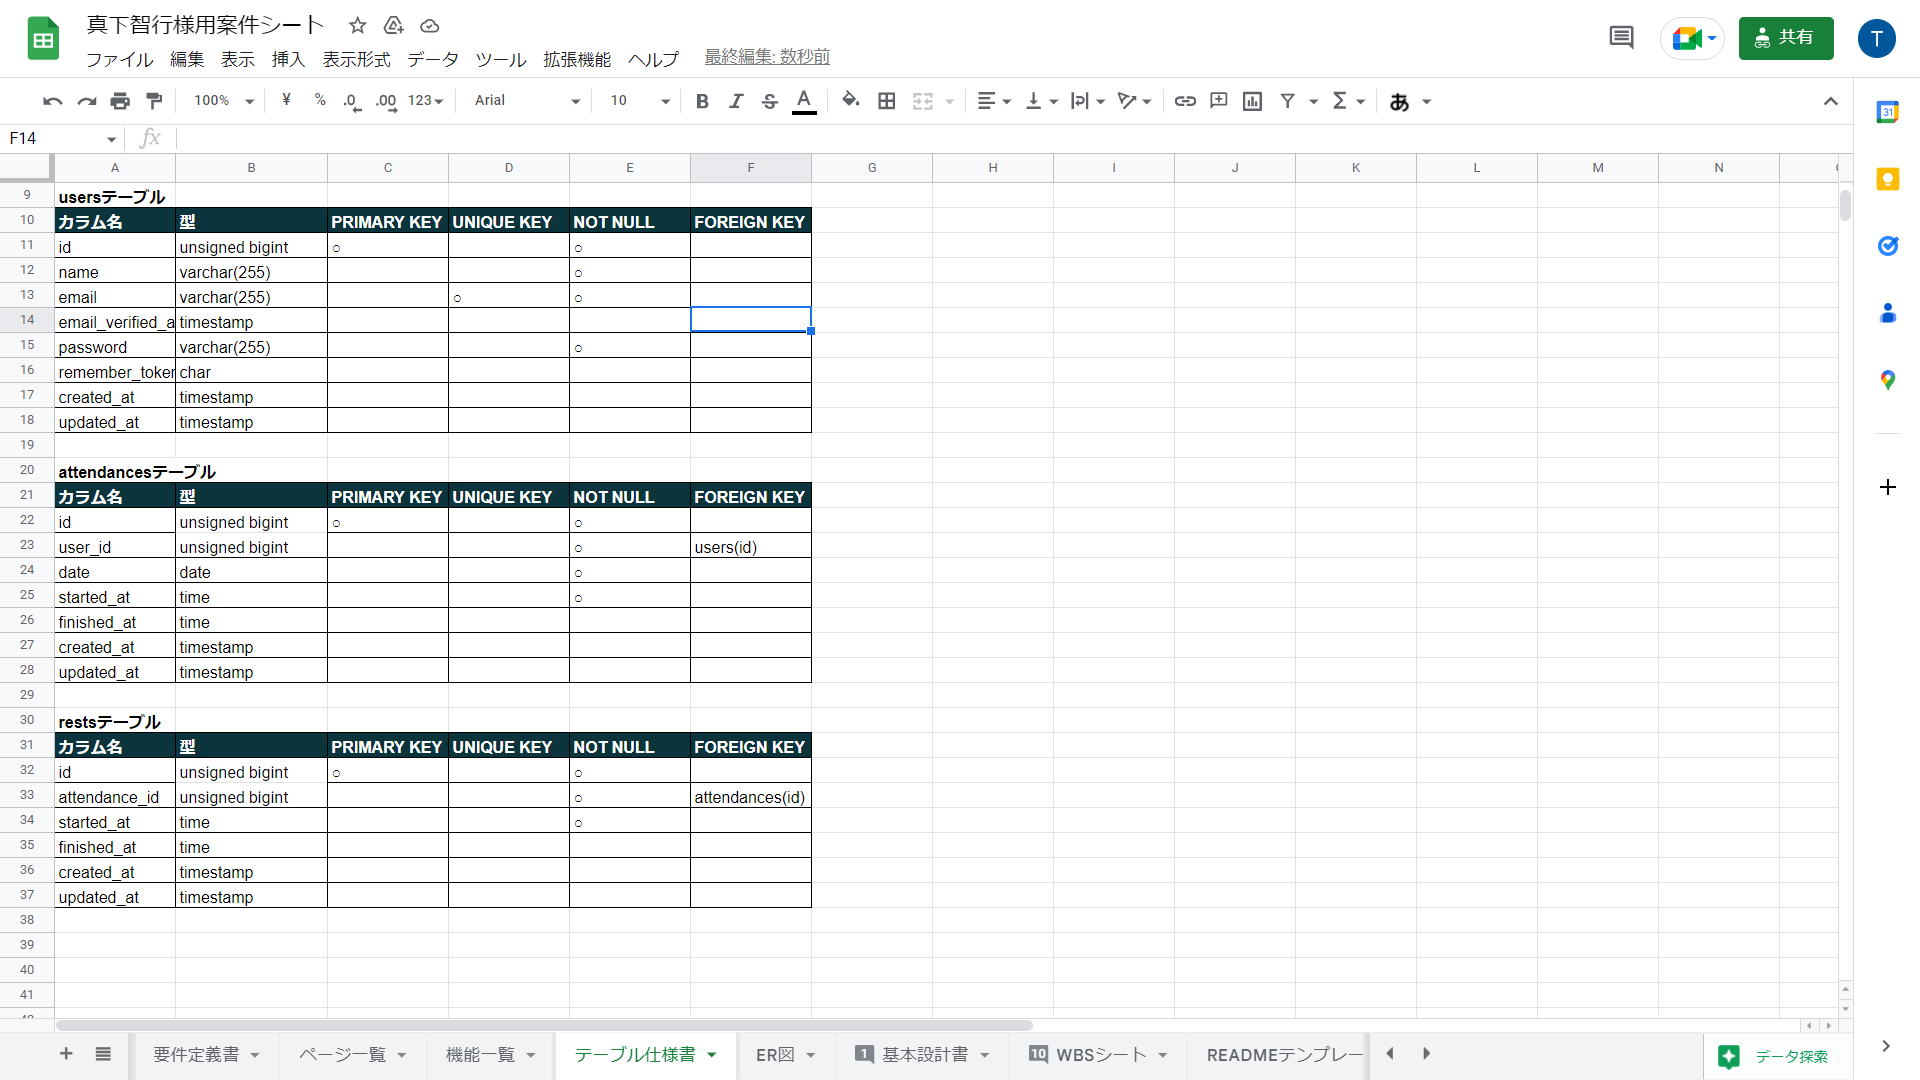 真下智行様用案件シート
ファイル 編集 表示 挿入 表示形式 データ ツール 拡張機能 ヘルプ 最終編集: 数秒前
共有
T
100% ¥ % .0 .00 123 Arial 10 B I S A Σ あ
F14 fx
A B C D E F G H I J K L M N
9 usersテーブル
10 カラム名 型 PRIMARY KEY UNIQUE KEY NOT NULL FOREIGN KEY
11 id unsigned bigint ○ ○
12 name varchar(255) ○
13 email varchar(255) ○ ○
14 email_verified_a timestamp
15 password varchar(255) ○
16 remember_token char
17 created_at timestamp
18 updated_at timestamp
19
20 attendancesテーブル
21 カラム名 型 PRIMARY KEY UNIQUE KEY NOT NULL FOREIGN KEY
22 id unsigned bigint ○ ○
23 user_id unsigned bigint ○ users(id)
24 date date ○
25 started_at time ○
26 finished_at time
27 created_at timestamp
28 updated_at timestamp
29
30 restsテーブル
31 カラム名 型 PRIMARY KEY UNIQUE KEY NOT NULL FOREIGN KEY
32 id unsigned bigint ○ ○
33 attendance_id unsigned bigint ○ attendances(id)
34 started_at time ○
35 finished_at time
36 created_at timestamp
37 updated_at timestamp
38
39
40
41
31
要件定義書 ページ一覧 機能一覧 テーブル仕様書 ER図 1 基本設計書 10 WBSシート READMEテンプレー データ探索